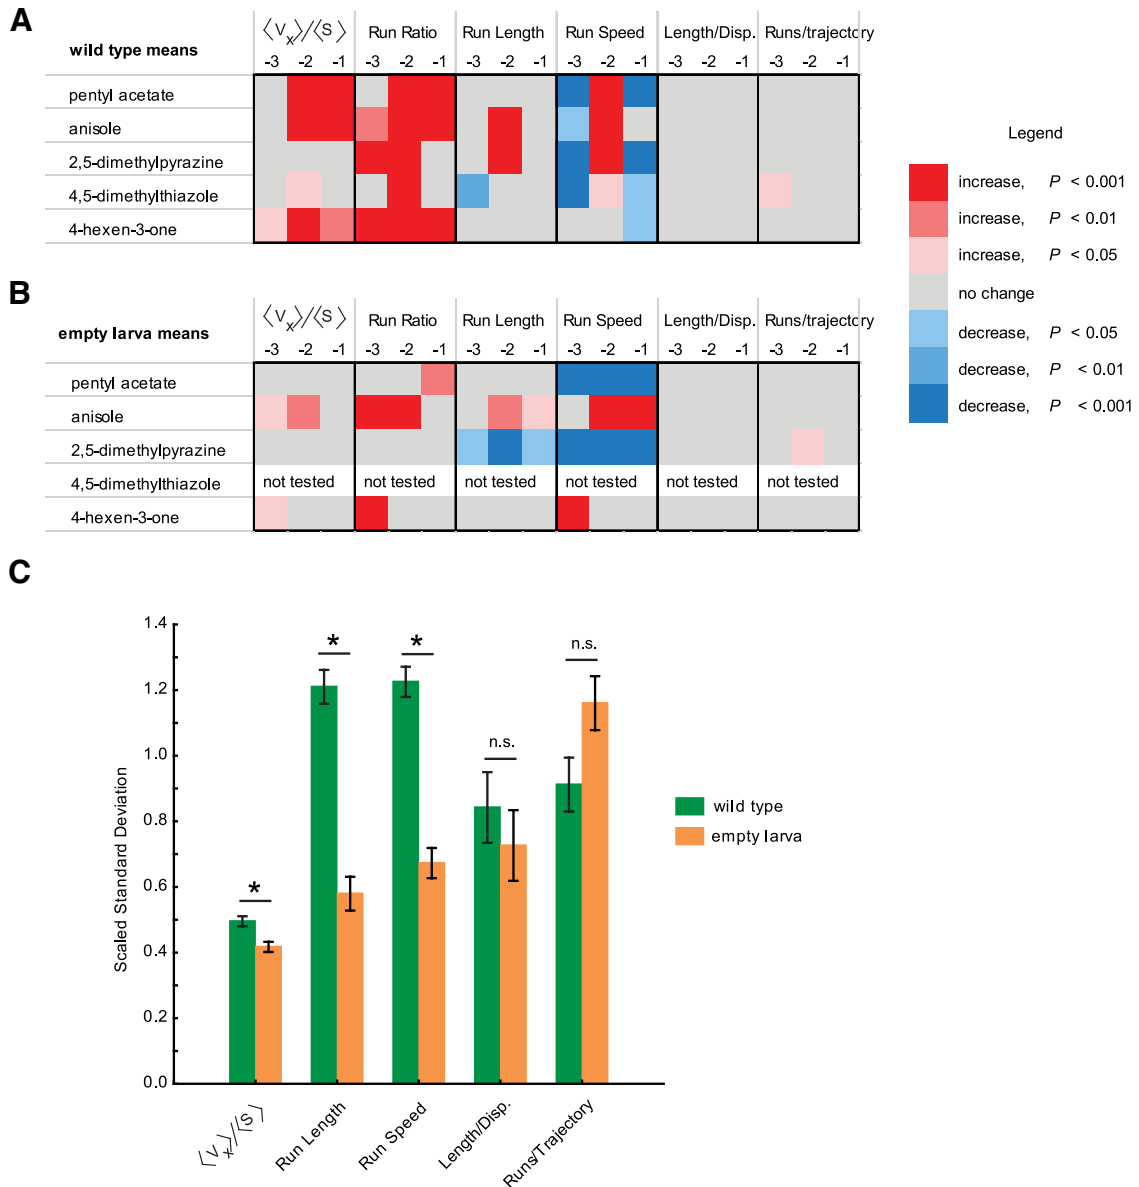 A
wild type means
⟨Vx⟩/⟨S⟩ Run Ratio Run Length Run Speed Length/Disp. Runs/trajectory
-3 -2 -1 -3 -2 -1 -3 -2 -1 -3 -2 -1 -3 -2 -1 -3 -2 -1
pentyl acetate
anisole
2,5-dimethylpyrazine
4,5-dimethylthiazole
4-hexen-3-one
Legend
increase, P < 0.001
increase, P < 0.01
increase, P < 0.05
no change
decrease, P < 0.05
decrease, P < 0.01
decrease, P < 0.001
B
empty larva means
⟨Vx⟩/⟨S⟩ Run Ratio Run Length Run Speed Length/Disp. Runs/trajectory
-3 -2 -1 -3 -2 -1 -3 -2 -1 -3 -2 -1 -3 -2 -1 -3 -2 -1
pentyl acetate
anisole
2,5-dimethylpyrazine
4,5-dimethylthiazole not tested not tested not tested not tested not tested not tested
4-hexen-3-one
C
Scaled Standard Deviation
1.4
1.2
1.0
0.8
0.6
0.4
0.2
0.0
*
*
*
n.s.
n.s.
wild type
empty larva
⟨Vx⟩/⟨S⟩
Run Length
Run Speed
Length/Disp.
Runs/Trajectory